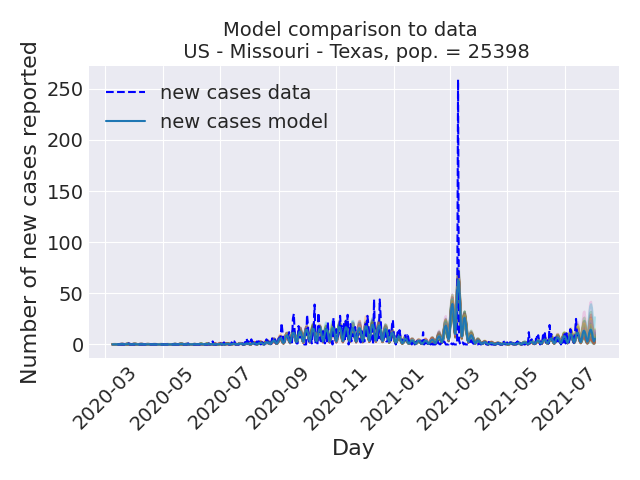 Model comparison to data
US - Missouri - Texas, pop. = 25398
Number of new cases reported
250
200
150
100
50
0
new cases data
new cases model
2020-03
2020-05
2020-07
2020-09
2020-11
2021-01
2021-03
2021-05
2021-07
Day